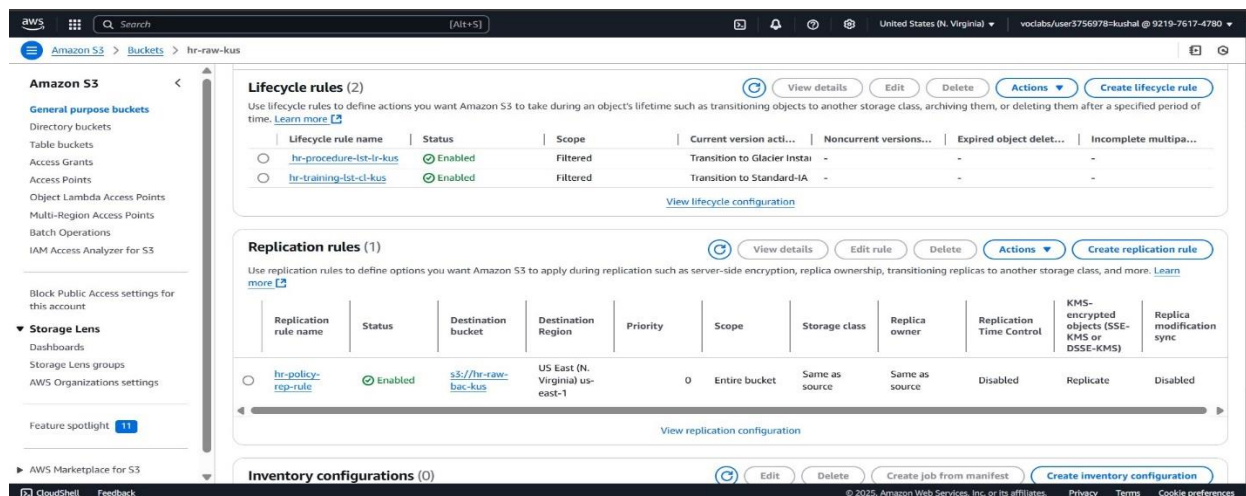 aws
Search [Alt+S] United States (N. Virginia) voclabs/user3756978=kushal @ 9219-7617-4780
Amazon S3 > Buckets > hr-raw-kus
Amazon S3
General purpose buckets
Directory buckets
Table buckets
Access Grants
Access Points
Object Lambda Access Points
Multi-Region Access Points
Batch Operations
IAM Access Analyzer for S3
Block Public Access settings for
this account
Storage Lens
Dashboards
Storage Lens groups
AWS Organizations settings
Feature spotlight 11
AWS Marketplace for S3
Lifecycle rules (2) View details Edit Delete Actions Create lifecycle rule
Use lifecycle rules to define actions you want Amazon S3 to take during an object's lifetime such as transitioning objects to another storage class, archiving them, or deleting them after a specified period of
time. Learn more
Lifecycle rule name Status Scope Current version acti... Noncurrent versions... Expired object delet... Incomplete multipa...
hr-procedure-lst-lr-kus Enabled Filtered Transition to Glacier Instar - - -
hr-training-lst-cl-kus Enabled Filtered Transition to Standard-IA - - -
View lifecycle configuration
Replication rules (1) View details Edit rule Delete Actions Create replication rule
Use replication rules to define options you want Amazon S3 to apply during replication such as server-side encryption, replica ownership, transitioning replicas to another storage class, and more. Learn
more
Replication rule name Status Destination bucket Destination Region Priority Scope Storage class Replica owner Replication Time Control KMS-encrypted objects (SSE-KMS or DSSE-KMS) Replica modification sync
hr-policy-rep-rule Enabled s3://hr-raw-bac-kus US East (N. Virginia) us-east-1 0 Entire bucket Same as source Same as source Disabled Replicate Disabled
View replication configuration
Inventory configurations (0) Edit Delete Create job from manifest Create inventory configuration
CloudShell Feedback © 2025, Amazon Web Services, Inc. or its affiliates. Privacy Terms Cookie preferences